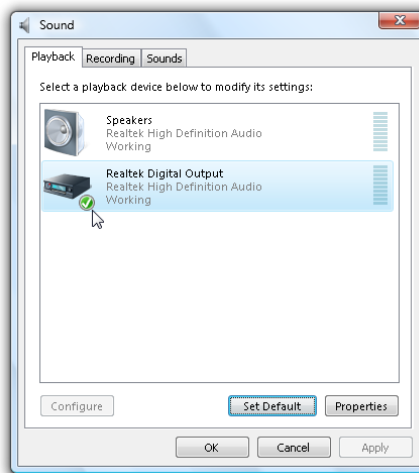 Sound
Playback Recording Sounds
Select a playback device below to modify its settings:
Speakers
Realtek High Definition Audio
Working
Realtek Digital Output
Realtek High Definition Audio
Working
Configure Set Default Properties
OK Cancel Apply